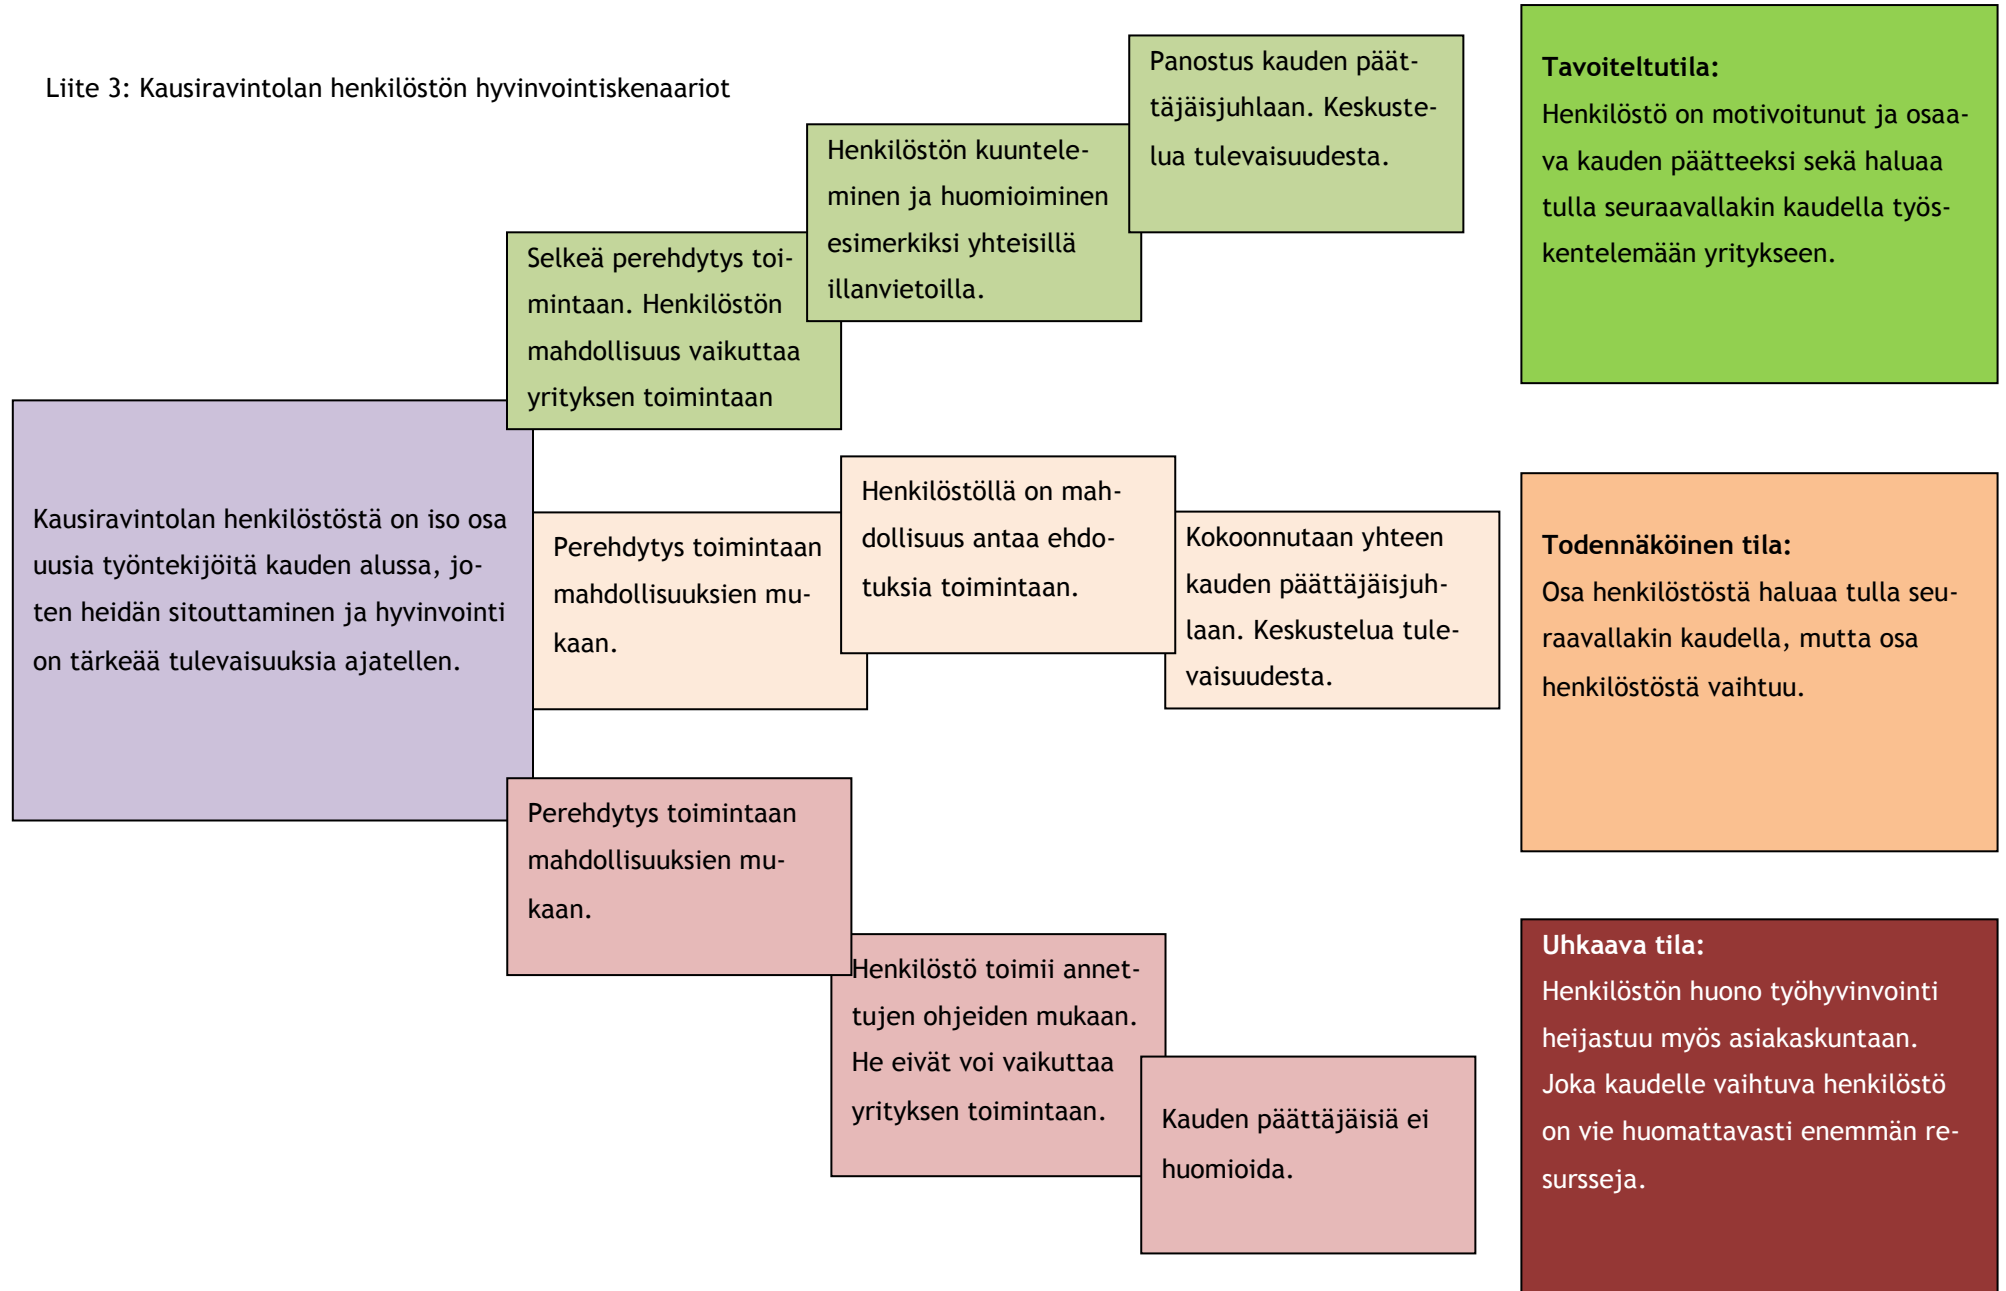 Liite 3: Kausiravintolan henkilöstön hyvinvointiskenaariot
Kausiravintolan henkilöstöstä on iso osa
uusia työntekijöitä kauden alussa, jo-
ten heidän sitouttaminen ja hyvinvointi
on tärkeää tulevaisuuksia ajatellen.
Selkeä perehdytys toi-
mintaan. Henkilöstön
mahdollisuus vaikuttaa
yrityksen toimintaan
Henkilöstön kuuntele-
minen ja huomioiminen
esimerkiksi yhteisillä
illanvietoilla.
Panostus kauden päät-
täjäisjuhlaan. Keskuste-
lua tulevaisuudesta.
Tavoiteltutila:
Henkilöstö on motivoitunut ja osaa-
va kauden päätteeksi sekä haluaa
tulla seuraavallakin kaudella työs-
kentelemään yritykseen.
Perehdytys toimintaan
mahdollisuuksien mu-
kaan.
Henkilöstöllä on mah-
dollisuus antaa ehdo-
tuksia toimintaan.
Kokoonnutaan yhteen
kauden päättäjäisjuh-
laan. Keskustelua tule-
vaisuudesta.
Todennäköinen tila:
Osa henkilöstöstä haluaa tulla seu-
raavallakin kaudella, mutta osa
henkilöstöstä vaihtuu.
Perehdytys toimintaan
mahdollisuuksien mu-
kaan.
Henkilöstö toimii annet-
tujen ohjeiden mukaan.
He eivät voi vaikuttaa
yrityksen toimintaan.
Kauden päättäjäisiä ei
huomioida.
Uhkaava tila:
Henkilöstön huono työhyvinvointi
heijastuu myös asiakaskuntaan.
Joka kaudelle vaihtuva henkilöstö
on vie huomattavasti enemmän re-
sursseja.